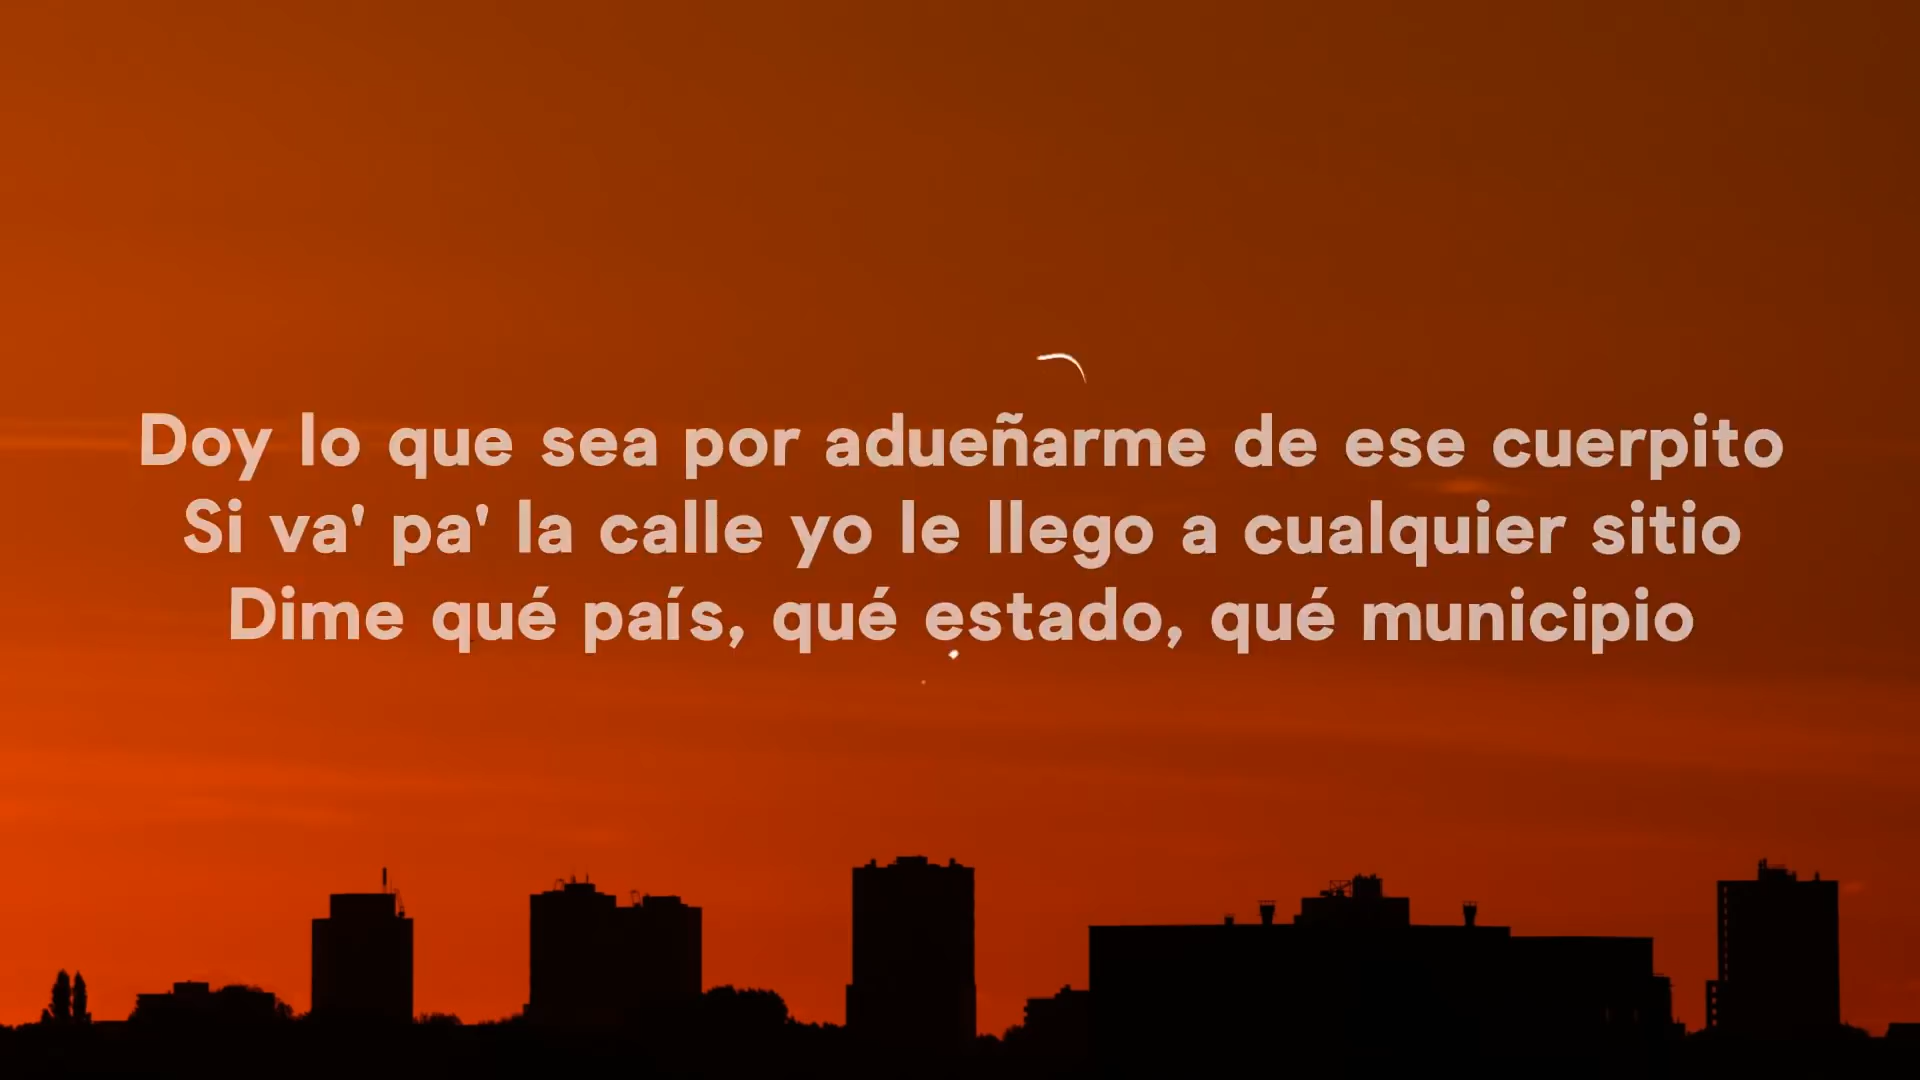 Doy lo que sea por adueñarme de ese cuerpito
Si va' pa' la calle yo le llego a cualquier sitio
Dime qué país, qué estado, qué municipio